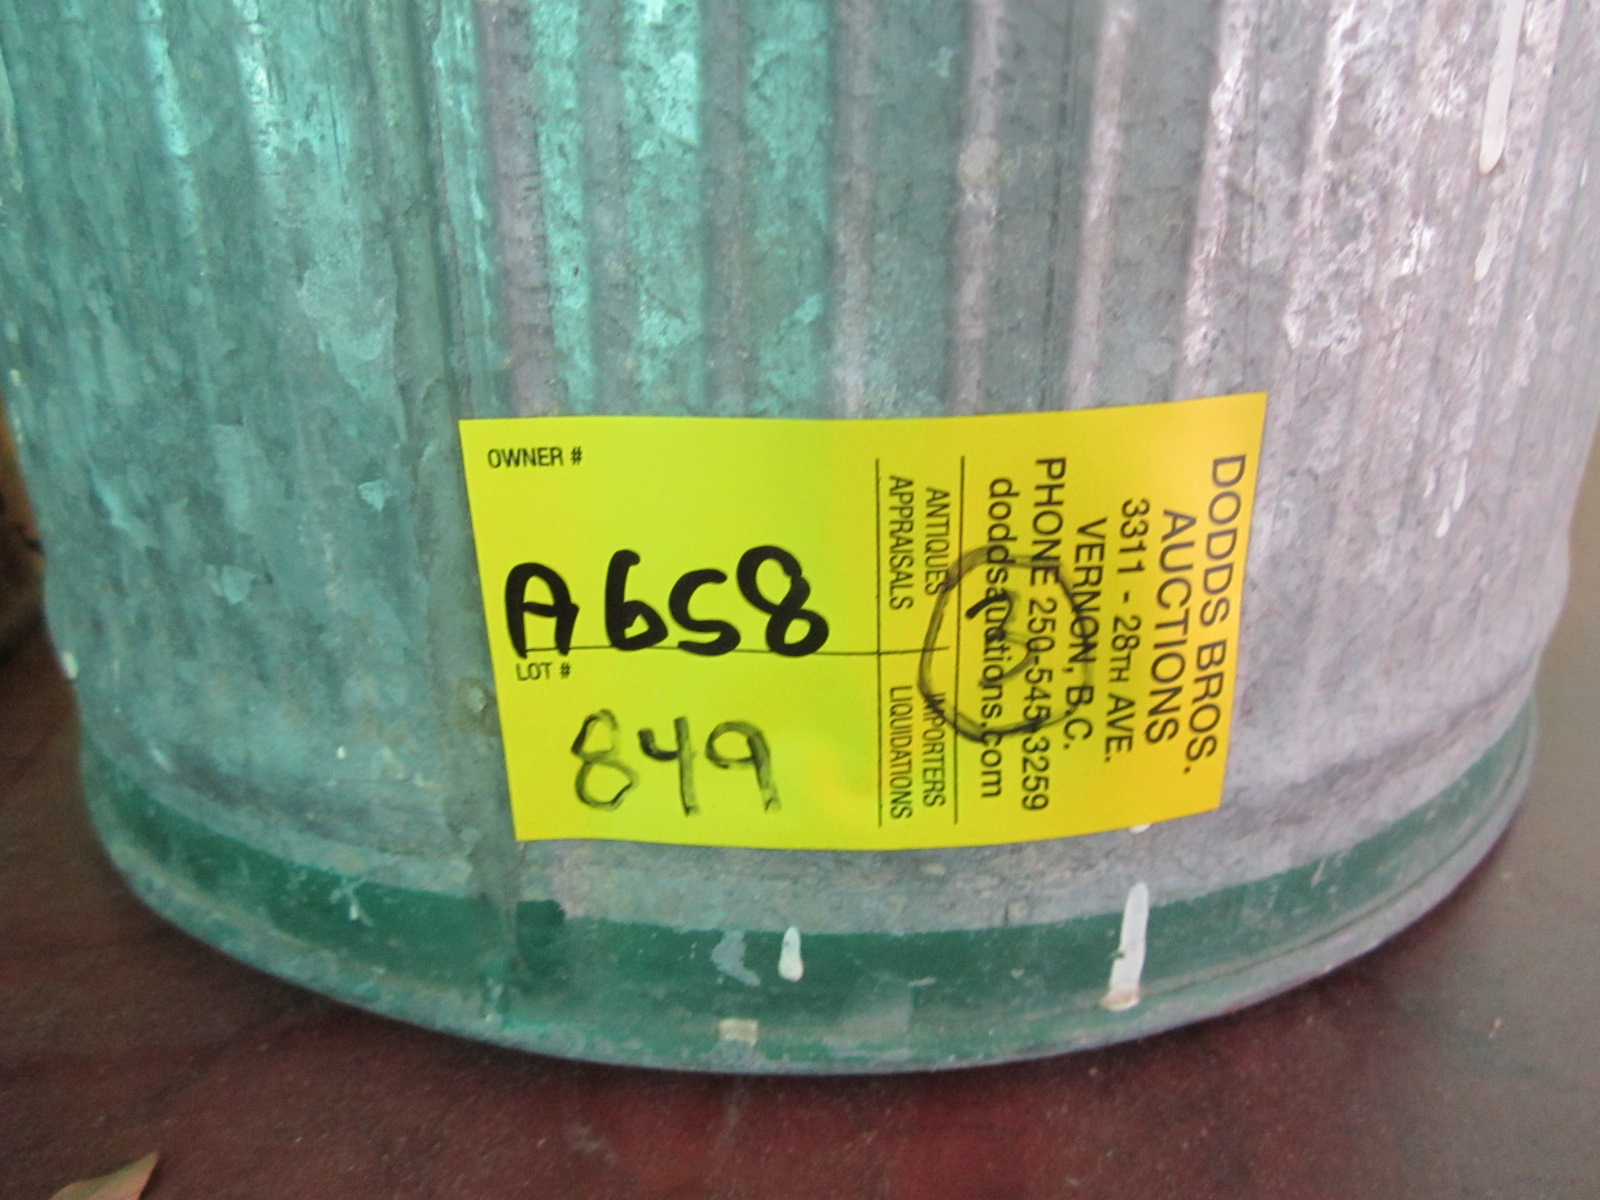 OWNER #
A658
LOT #
849
DODDS BROS.
AUCTIONS
3311 - 28TH AVE.
VERNON, B.C.
PHONE 250-545-3259
doddsauctions.com
ANTIQUES IMPORTERS
APPRAISALS LIQUIDATIONS